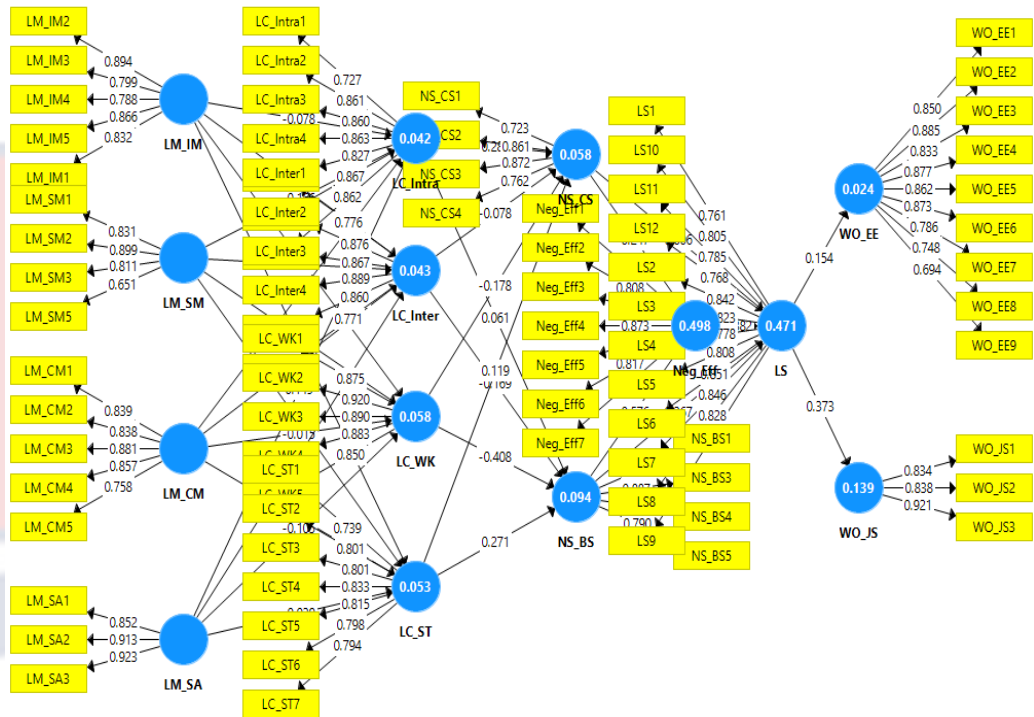 LM_IM2
LM_IM3
LM_IM4
LM_IM5
LM_IM1
0.894
0.799
0.788
0.866
0.832
LM_IM
LM_SM1
LM_SM2
LM_SM3
LM_SM5
0.831
0.899
0.811
0.651
LM_SM
LM_CM1
LM_CM2
LM_CM3
LM_CM4
LM_CM5
0.839
0.838
0.881
0.857
0.758
LM_CM
LM_SA1
LM_SA2
LM_SA3
0.852
0.913
0.923
LM_SA
LC_Intra1
LC_Intra2
LC_Intra3
LC_Intra4
LC_Inter1
LC_Inter2
LC_Inter3
LC_Inter4
LC_WK1
LC_WK2
LC_WK3
LC_WK4
LC_WK5
LC_ST1
LC_ST2
LC_ST3
LC_ST4
LC_ST5
LC_ST6
LC_ST7
0.727
0.861
-0.078
0.860
0.863
0.827
0.867
0.862
0.776
0.876
0.867
0.889
0.860
0.771
0.875
0.920
0.890
-0.015
0.883
0.850
0.739
0.801
0.801
0.833
0.815
0.798
0.794
0.042
LC_Intra
0.043
LC_Inter
0.058
LC_WK
0.053
LC_ST
NS_CS1
NS_CS3
NS_CS4
0.723
0.861
0.872
0.762
-0.078
-0.178
0.061
0.119
-0.408
0.271
0.058
NS_CS
0.094
NS_BS
Neg_Eff1
Neg_Eff2
Neg_Eff3
Neg_Eff4
Neg_Eff5
Neg_Eff6
Neg_Eff7
0.808
0.873
0.817
0.498
Neg_Eff
LS1
LS10
LS11
LS12
LS2
LS3
LS4
LS5
LS6
LS7
LS8
LS9
0.761
0.805
0.785
0.768
0.842
0.808
0.846
0.828
0.790
NS_BS1
NS_BS3
NS_BS4
NS_BS5
0.471
LS
0.154
0.373
0.024
WO_EE
0.139
WO_JS
0.850
0.885
0.833
0.877
0.862
0.873
0.786
0.748
0.694
WO_EE1
WO_EE2
WO_EE3
WO_EE4
WO_EE5
WO_EE6
WO_EE7
WO_EE8
WO_EE9
0.834
0.838
0.921
WO_JS1
WO_JS2
WO_JS3